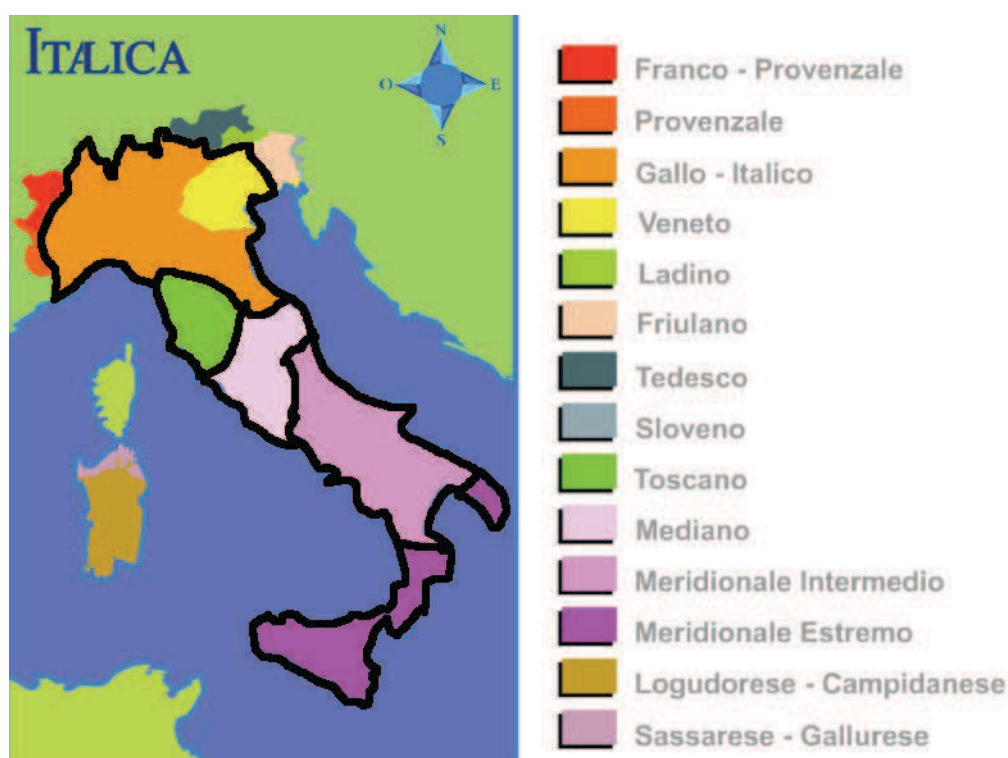 ITALICA
N
O
E
S
Franco - Provenzale
Provenzale
Gallo - Italico
Veneto
Ladino
Friulano
Tedesco
Sloveno
Toscano
Mediano
Meridionale Intermedio
Meridionale Estremo
Logudorese - Campidanese
Sassarese - Gallurese